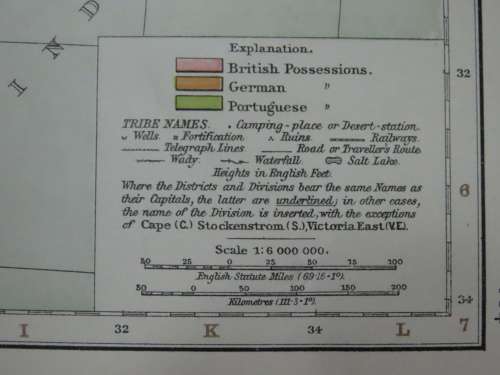 I N D
Explanation.
British Possessions.
German "
Portuguese "
TRIBE NAMES. . Camping-place or Desert-station.
Wells. Fortification. Ruins. Railways.
Telegraph Lines Road or Traveller's Route
Wady. Waterfall. Salt Lake.
Heights in English Feet
Where the Districts and Divisions bear the same Names as
their Capitals, the latter are underlined; in other cases,
the name of the Division is inserted, with the exceptions
of Cape (C.) Stockenstrom (S.), Victoria East (V.E.)
Scale 1:6 000 000.
50 25 0 25 50 75 100
English Statute Miles (69·16=1°).
50 0 50 100 150 200
Kilometres (111·3=1°).
32
6
34
I 32 K 34 L 7